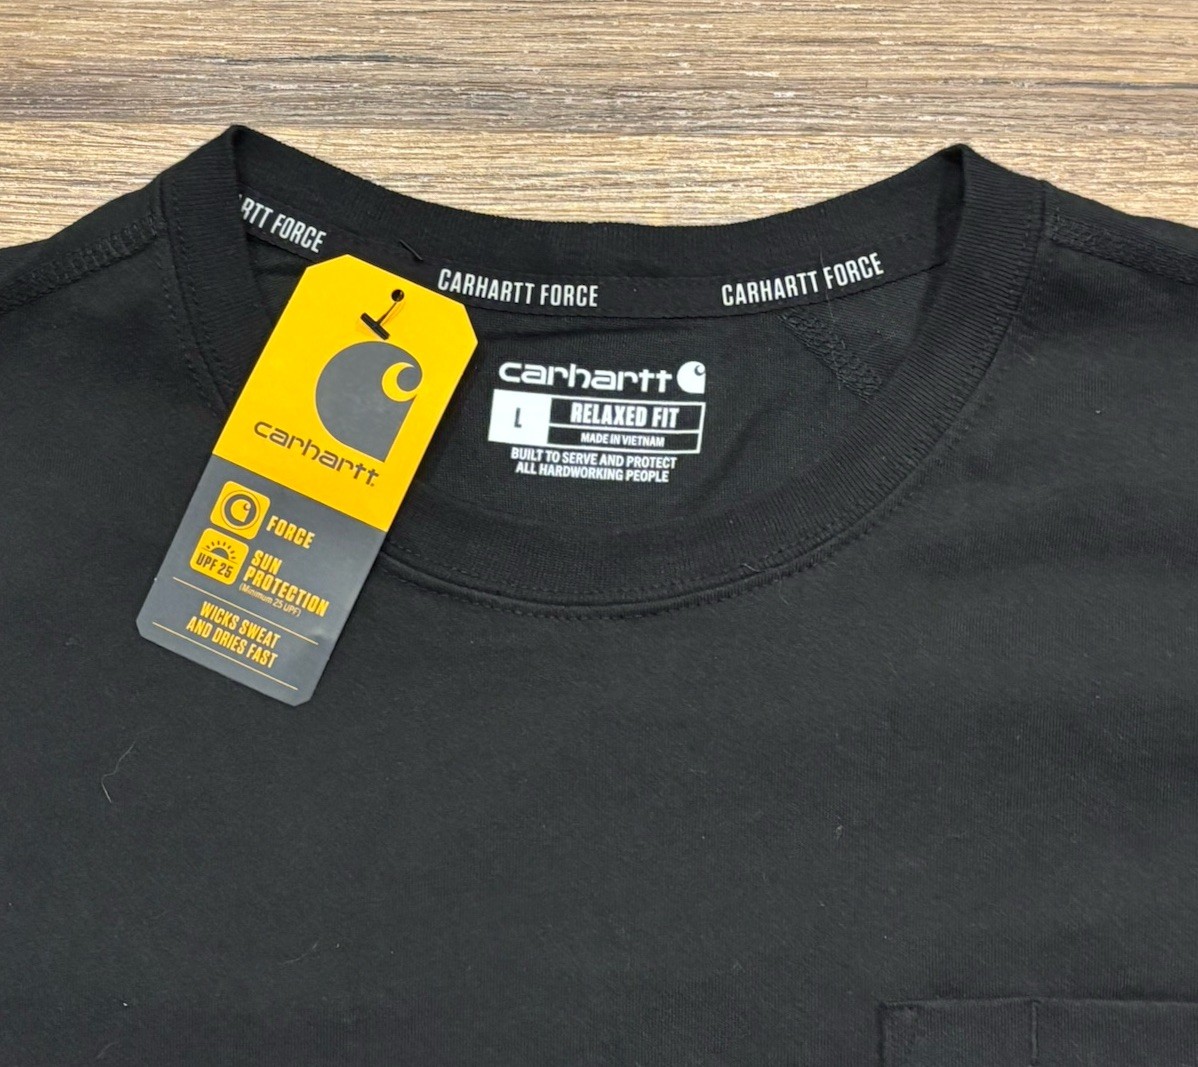 RTT FORCE
CARHARTT FORCE
CARHARTT FORCE
carhartt
FORCE
UPF 25
SUN
PROTECTION
(Minimum 25 UPF)
WICKS SWEAT
AND DRIES FAST
carhartt
L
RELAXED FIT
MADE IN VIETNAM
BUILT TO SERVE AND PROTECT
ALL HARDWORKING PEOPLE